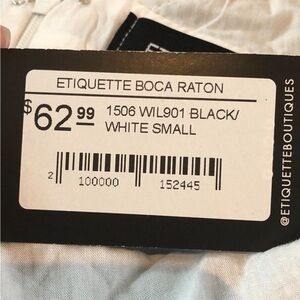 ETIQUETTE BOCA RATON
$62.99 1506 WIL901 BLACK/
WHITE SMALL
2 100000 152445
@ETIQUETTEBOUTIQUES